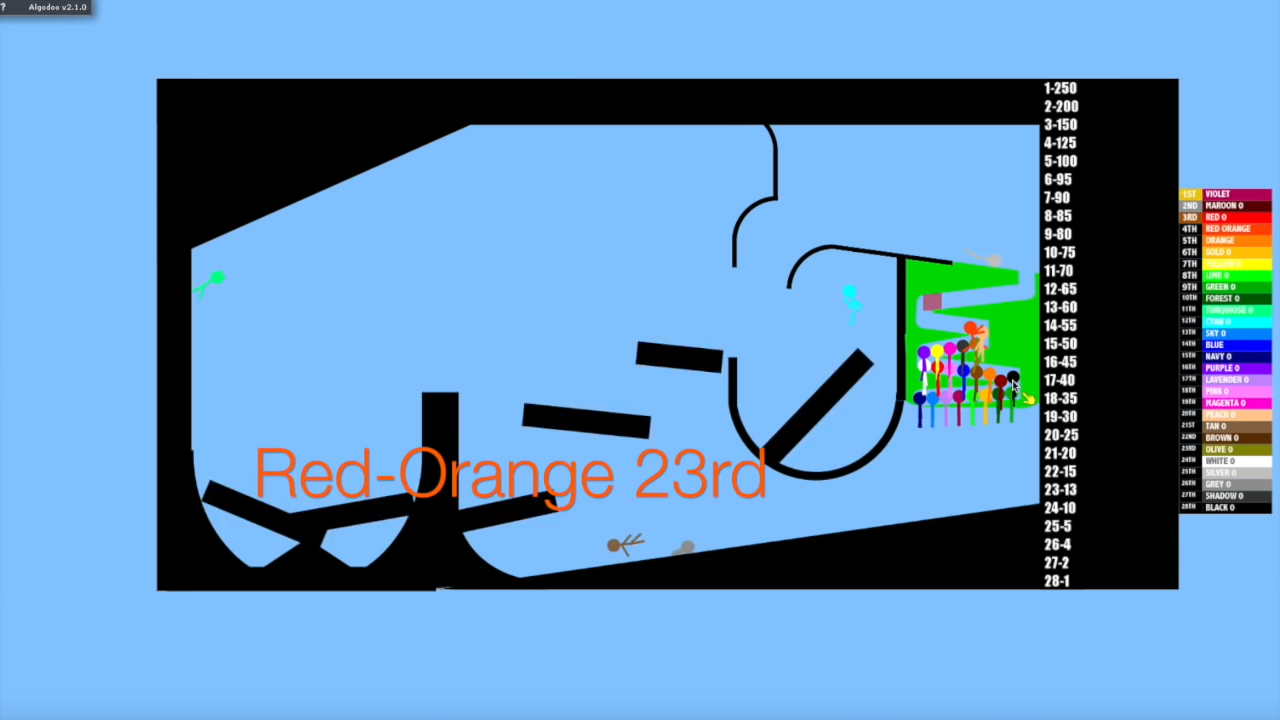 ? Algodoo v2.1.0
1-250
2-200
3-150
4-125
5-100
6-95
7-90
8-85
9-80
10-75
11-70
12-65
13-60
14-55
15-50
16-45
17-40
18-35
19-30
20-25
21-20
22-15
23-13
24-10
25-5
26-4
27-2
28-1
Red-Orange 23rd
1ST VIOLET
2ND MAROON 0
3RD RED 0
4TH RED ORANGE
5TH ORANGE
6TH GOLD 0
7TH YELLOW 0
8TH LIME 0
9TH GREEN 0
10TH FOREST 0
11TH TURQUOISE 0
12TH CYAN 0
13TH SKY 0
14TH BLUE
15TH NAVY 0
16TH PURPLE 0
17TH LAVENDER 0
18TH PINK 0
19TH MAGENTA 0
20TH PEACH 0
21ST TAN 0
22ND BROWN 0
23RD OLIVE 0
24TH WHITE 0
25TH SILVER 0
26TH GREY 0
27TH SHADOW 0
28TH BLACK 0